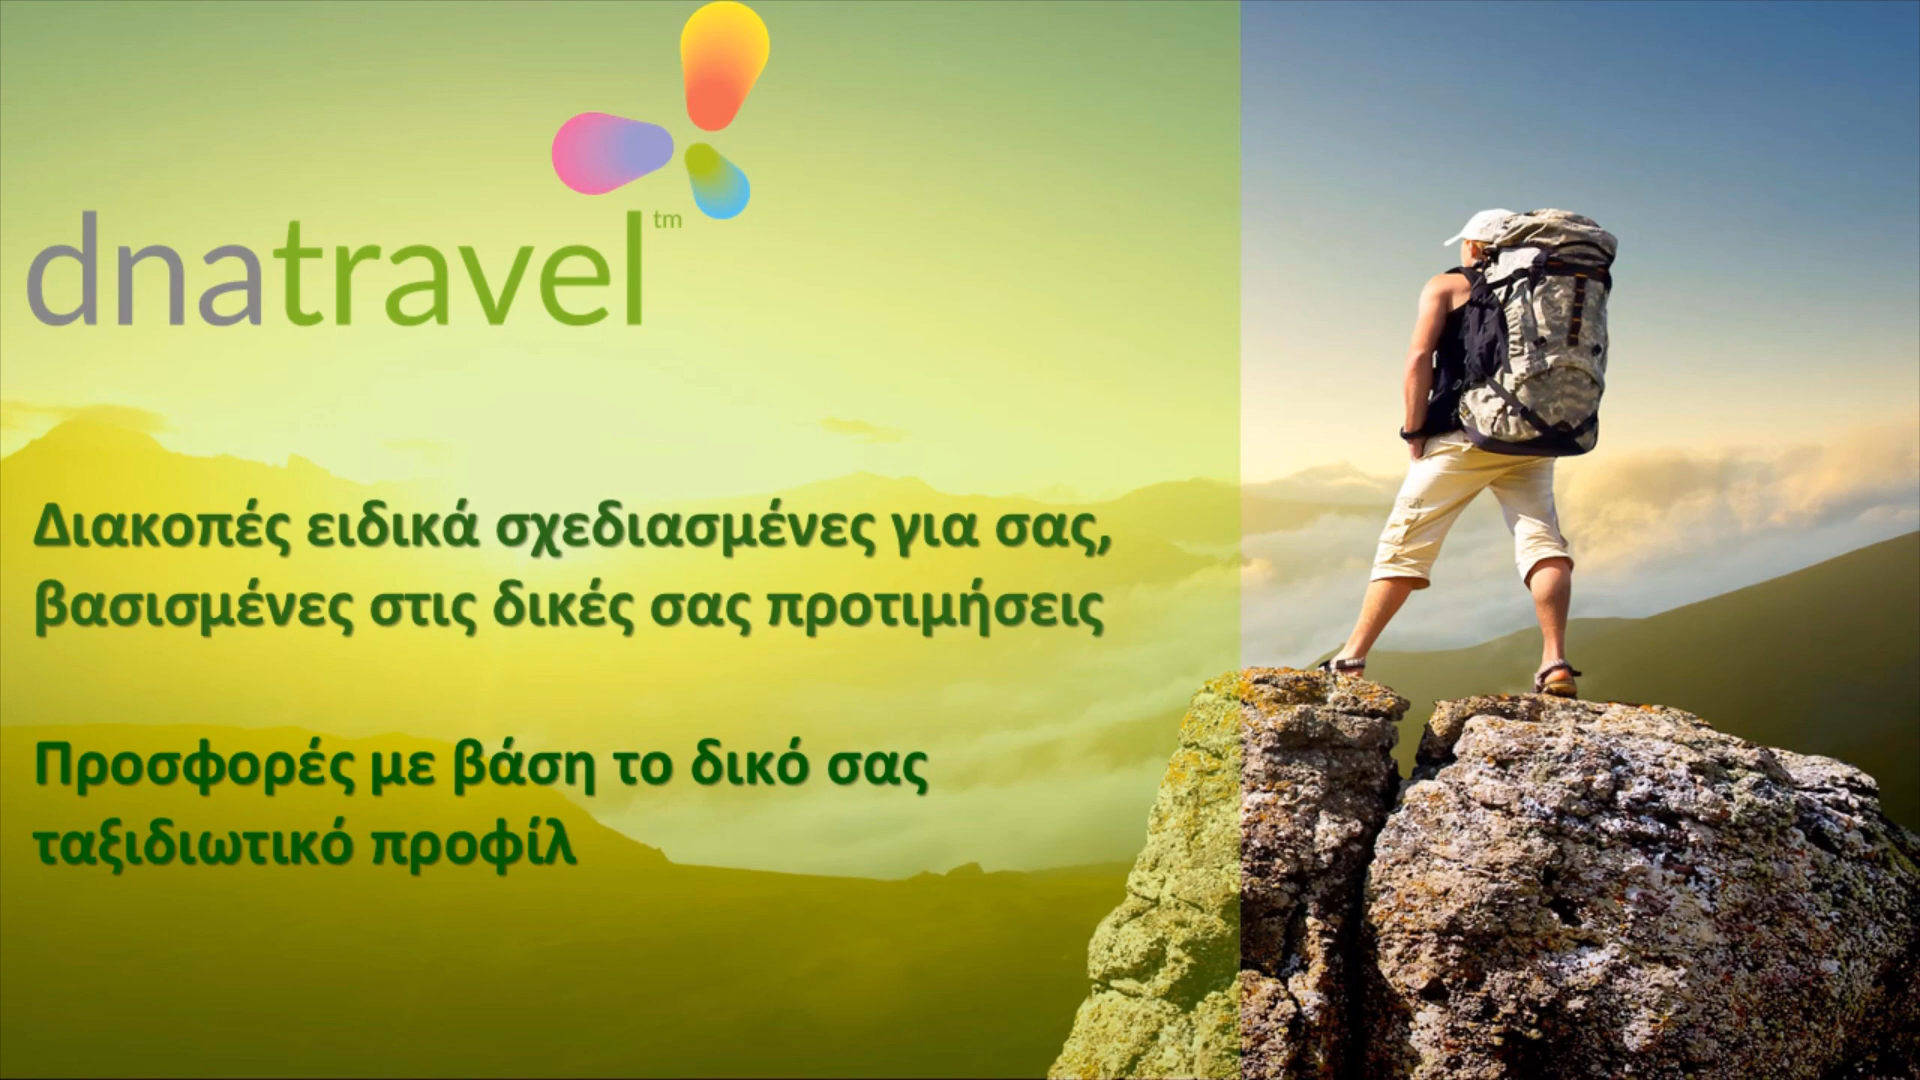 dnatravel tm
Διακοπές ειδικά σχεδιασμένες για σας,
βασισμένες στις δικές σας προτιμήσεις
Προσφορές με βάση το δικό σας
ταξιδιωτικό προφίλ